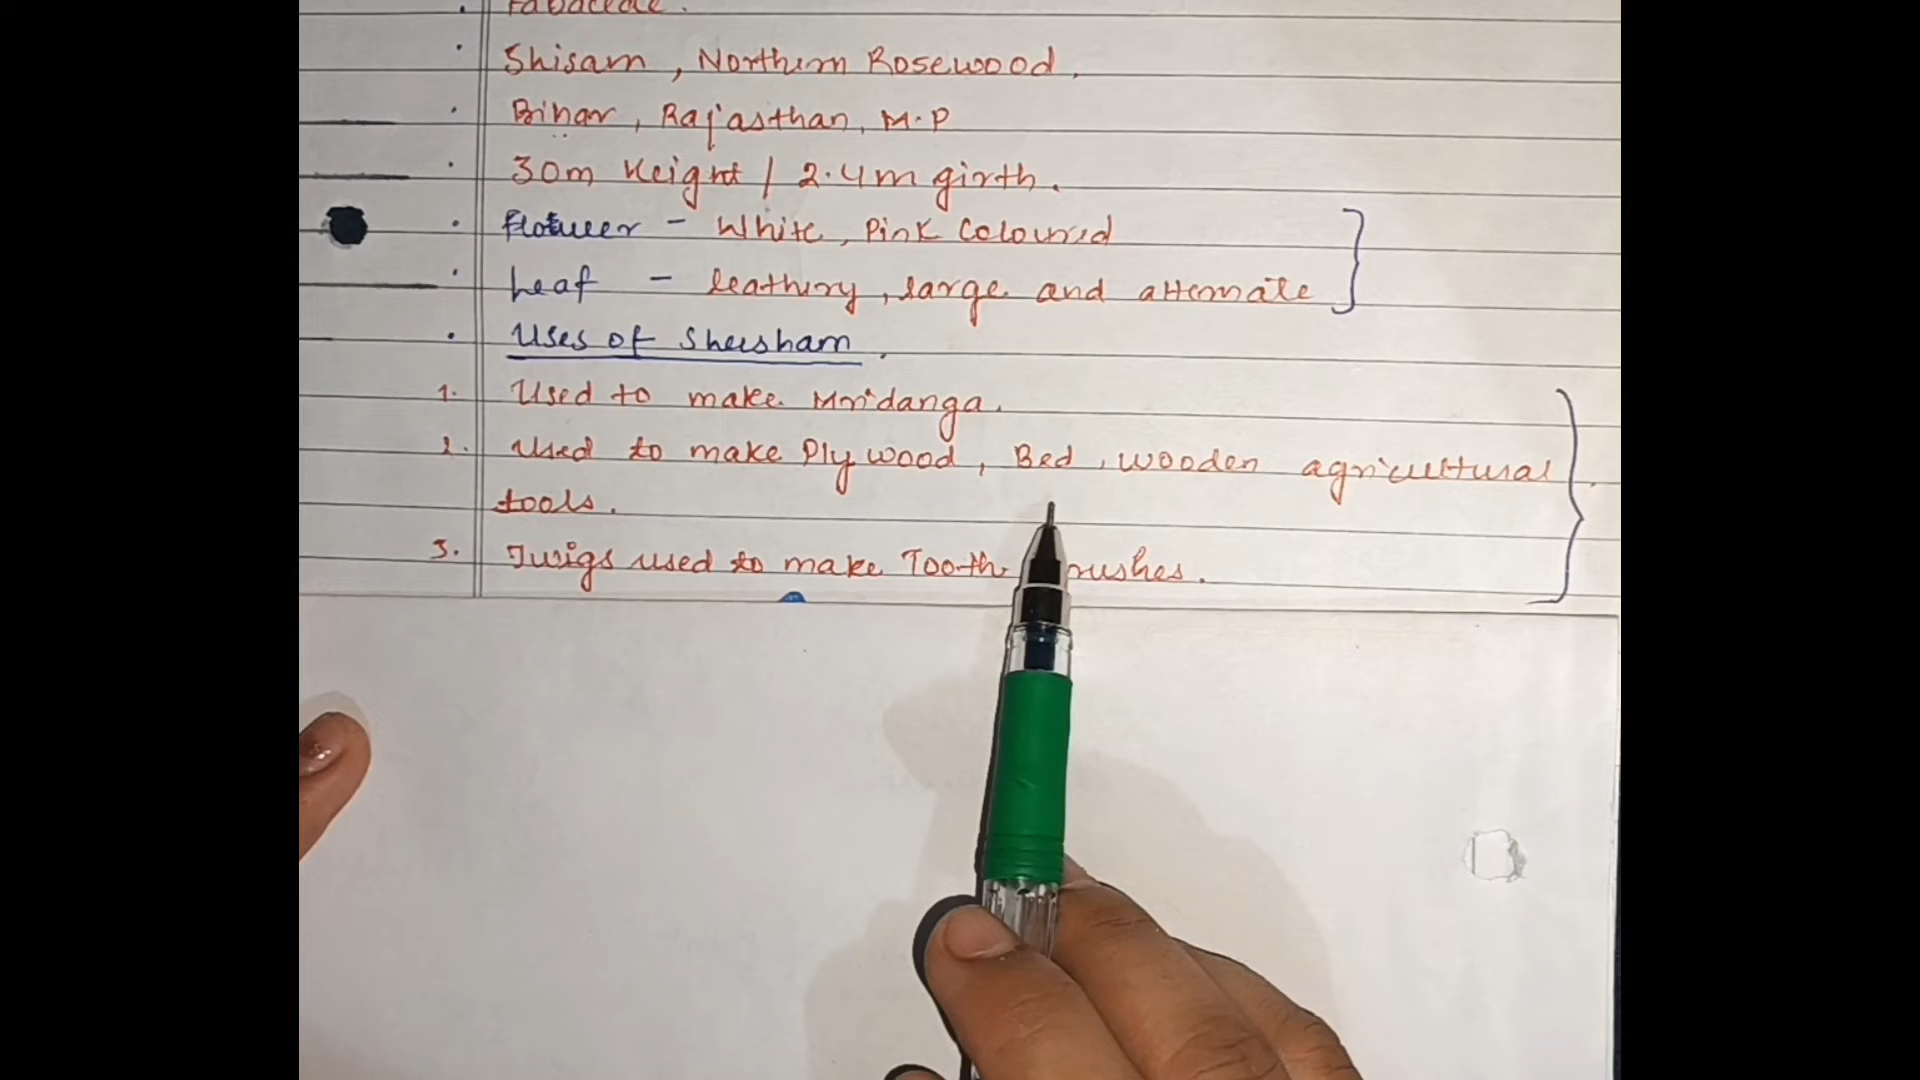 Fabaceae.
Shisam, Northern Rosewood.
Bihar, Rajasthan, M.P
30m height / 2.4m girth.
flower - White, Pink Coloured
Leaf - leathery, large and alternate
Uses of Sheesham.
1. Used to make Mridanga.
2. Used to make Plywood, Bed, wooden agricultural
tools.
3. Twigs used to make Tooth rushes.